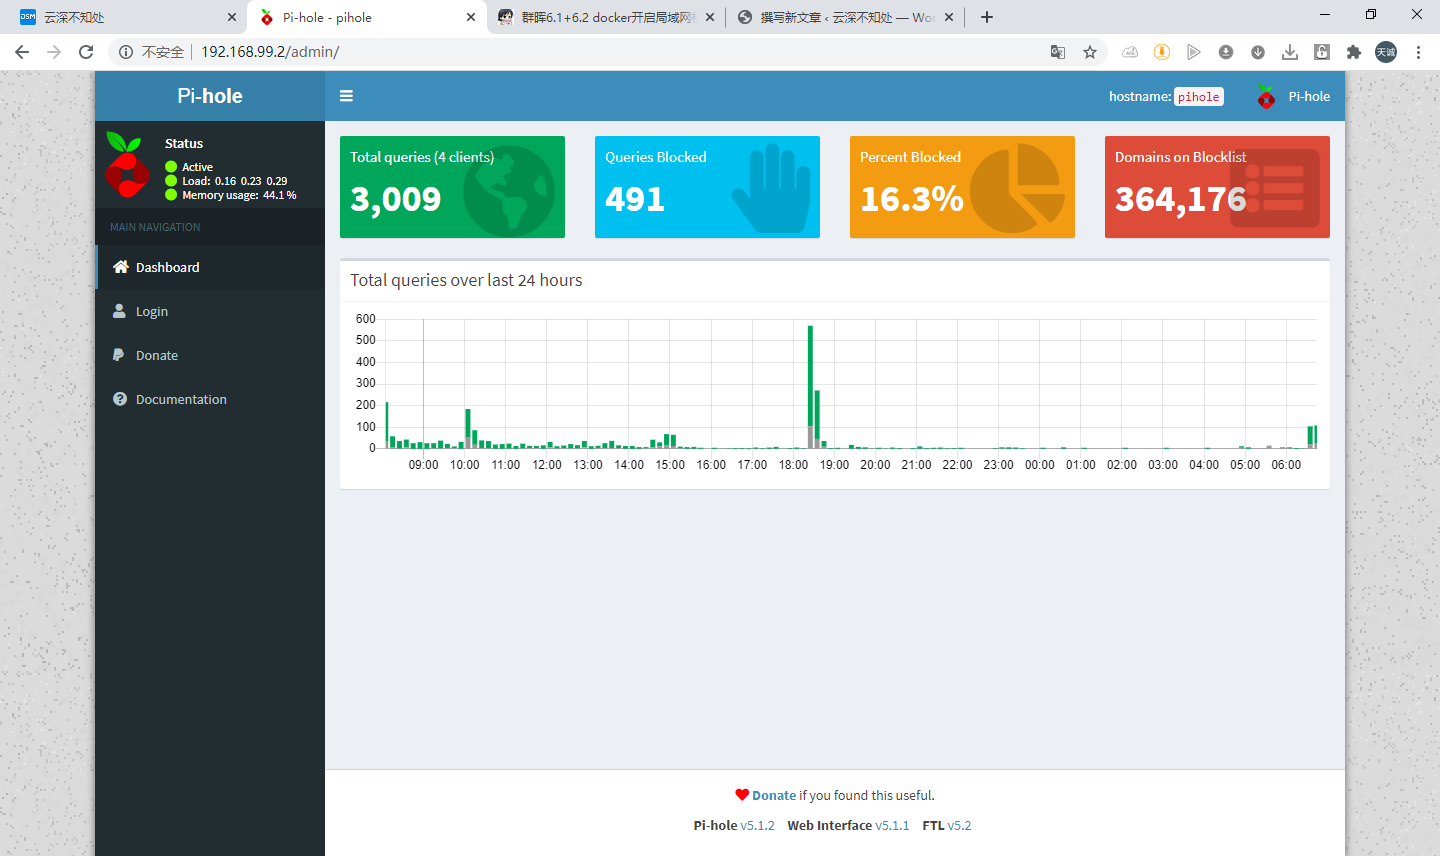 DSM 云深不知处
Pi-hole - pihole
群晖6.1+6.2 docker开启局域网
撰写新文章 ‹ 云深不知处 — Wor
不安全 192.168.99.2/admin/
天诚
Pi-hole
hostname: pihole Pi-hole
Status
Active
Load: 0.16 0.23 0.29
Memory usage: 44.1 %
MAIN NAVIGATION
Dashboard
Login
Donate
Documentation
Total queries (4 clients)
3,009
Queries Blocked
491
Percent Blocked
16.3%
Domains on Blocklist
364,176
Total queries over last 24 hours
600
500
400
300
200
100
0
09:00 10:00 11:00 12:00 13:00 14:00 15:00 16:00 17:00 18:00 19:00 20:00 21:00 22:00 23:00 00:00 01:00 02:00 03:00 04:00 05:00 06:00
Donate if you found this useful.
Pi-hole v5.1.2 Web Interface v5.1.1 FTL v5.2